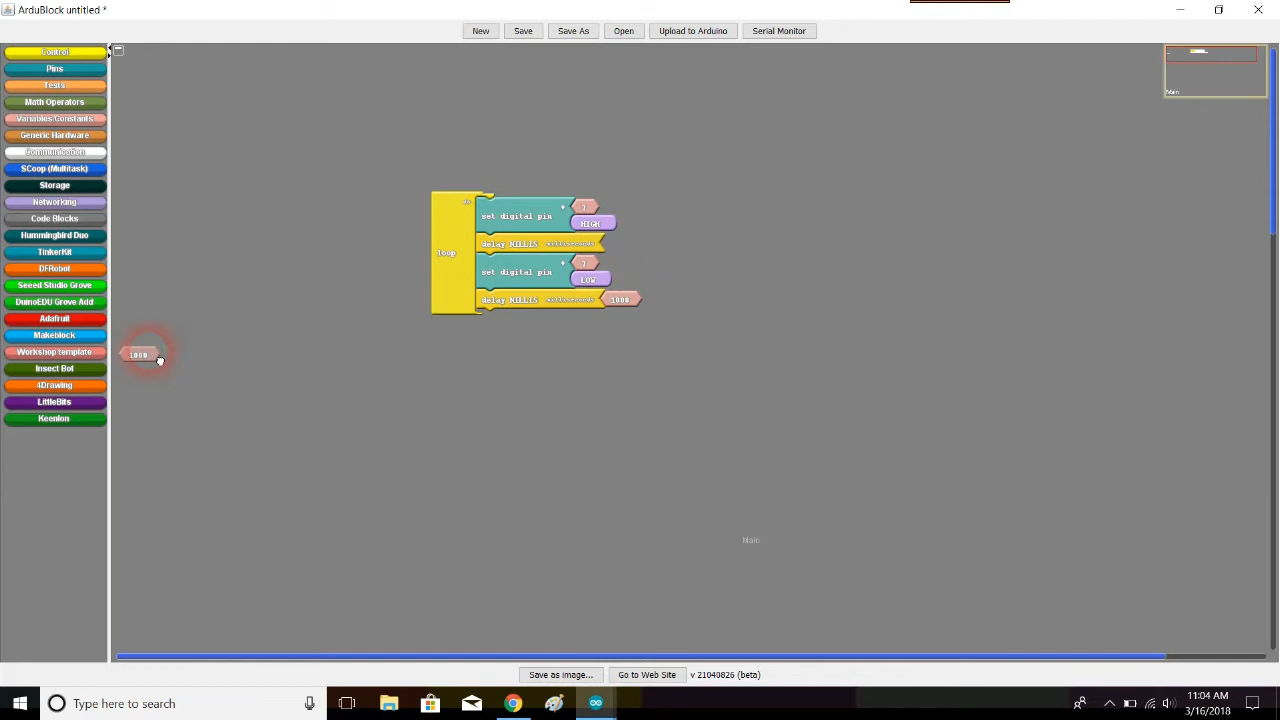 ArduBlock untitled *
New
Save
Save As
Open
Upload to Arduino
Serial Monitor
Control
Pins
Tests
Math Operators
Variables/Constants
Generic Hardware
Communication
SCoop (Multitask)
Storage
Networking
Code Blocks
Hummingbird Duo
TinkerKit
DFRobot
Seeed Studio Grove
DuinoEDU Grove Add
Adafruit
Makeblock
Workshop template
Insect Bot
4Drawing
LittleBits
Keenlon
Main
loop
do
set digital pin #
HIGH
delay MILLIS milliseconds
set digital pin #
LOW
delay MILLIS milliseconds 1000
1000
Main
Save as image...
Go to Web Site
v 21040826 (beta)
Type here to search
11:04 AM
3/16/2018